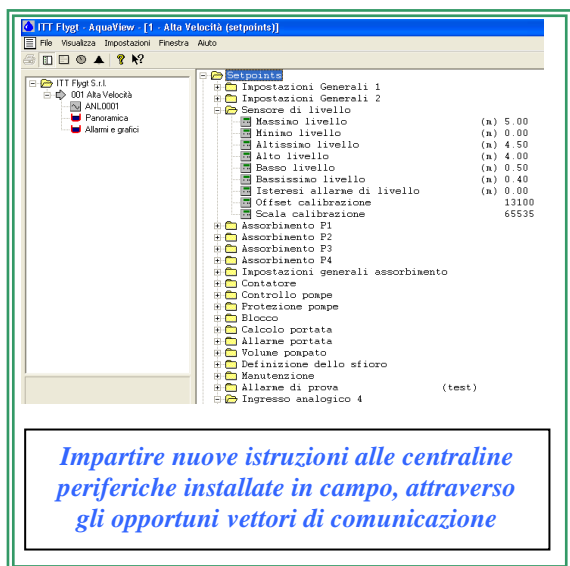 ITT Flygt - AquaView - [1 - Alta Velocità (setpoints)]
File Visualizza Impostazioni Finestra Aiuto
ITT Flygt S.r.l.
001 Alta Velocità
ANL0001
Panoramica
Allarmi e grafici
Setpoints
Impostazioni Generali 1
Impostazioni Generali 2
Sensore di livello
Massimo livello (m) 5.00
Minimo livello (m) 0.00
Altissimo livello (m) 4.50
Alto livello (m) 4.00
Basso livello (m) 0.50
Bassissimo livello (m) 0.40
Isteresi allarme di livello (m) 0.00
Offset calibrazione 13100
Scala calibrazione 65535
Assorbimento P1
Assorbimento P2
Assorbimento P3
Assorbimento P4
Impostazioni generali assorbimento
Contatore
Controllo pompe
Protezione pompe
Blocco
Calcolo portata
Allarme portata
Volume pompato
Definizione dello sfioro
Manutenzione
Allarme di prova (test)
Ingresso analogico 4
Impartire nuove istruzioni alle centraline
periferiche installate in campo, attraverso
gli opportuni vettori di comunicazione